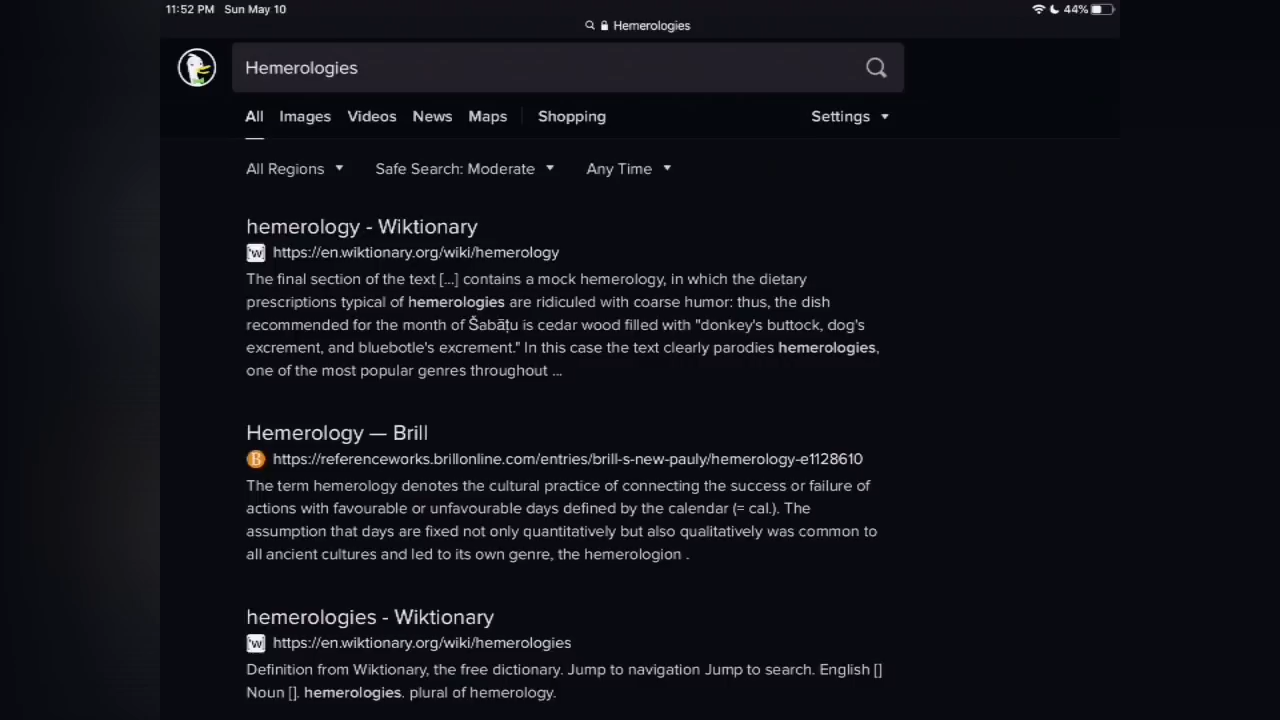 11:52 PM Sun May 10 44%
Hemerologies
Hemerologies
All Images Videos News Maps Shopping Settings
All Regions Safe Search: Moderate Any Time
hemerology - Wiktionary
https://en.wiktionary.org/wiki/hemerology
The final section of the text [...] contains a mock hemerology, in which the dietary
prescriptions typical of hemerologies are ridiculed with coarse humor: thus, the dish
recommended for the month of Šabāṭu is cedar wood filled with "donkey's buttock, dog's
excrement, and bluebotle's excrement." In this case the text clearly parodies hemerologies,
one of the most popular genres throughout ...
Hemerology — Brill
https://referenceworks.brillonline.com/entries/brill-s-new-pauly/hemerology-e1128610
The term hemerology denotes the cultural practice of connecting the success or failure of
actions with favourable or unfavourable days defined by the calendar (= cal.). The
assumption that days are fixed not only quantitatively but also qualitatively was common to
all ancient cultures and led to its own genre, the hemerologion .
hemerologies - Wiktionary
https://en.wiktionary.org/wiki/hemerologies
Definition from Wiktionary, the free dictionary. Jump to navigation Jump to search. English []
Noun []. hemerologies. plural of hemerology.